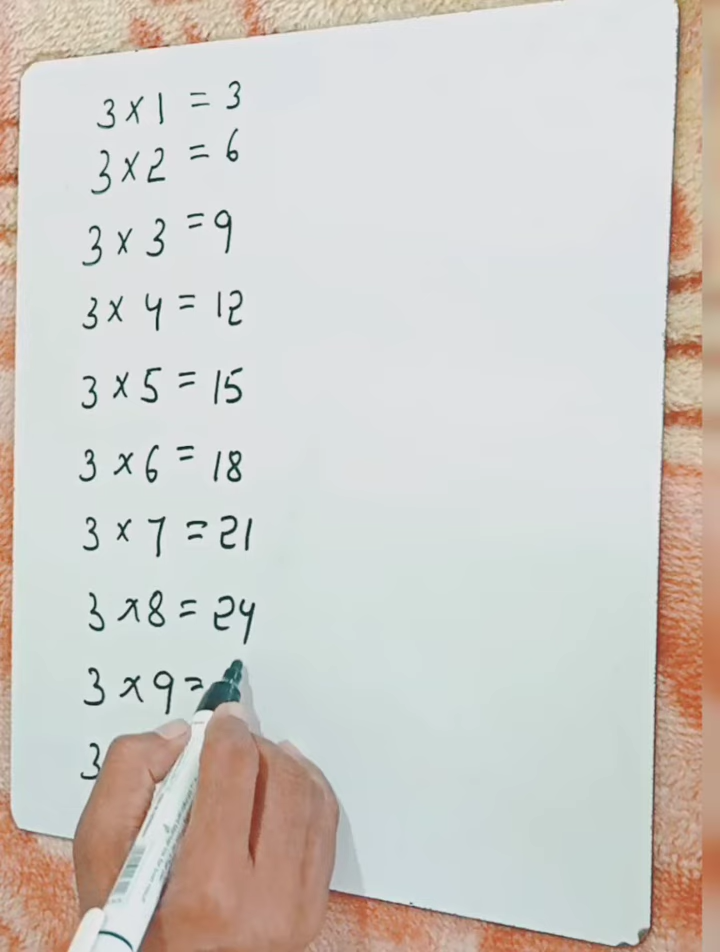 3 × 1 = 3
3 × 2 = 6
3 × 3 = 9
3 × 4 = 12
3 × 5 = 15
3 × 6 = 18
3 × 7 = 21
3 × 8 = 24
3 × 9 =
3